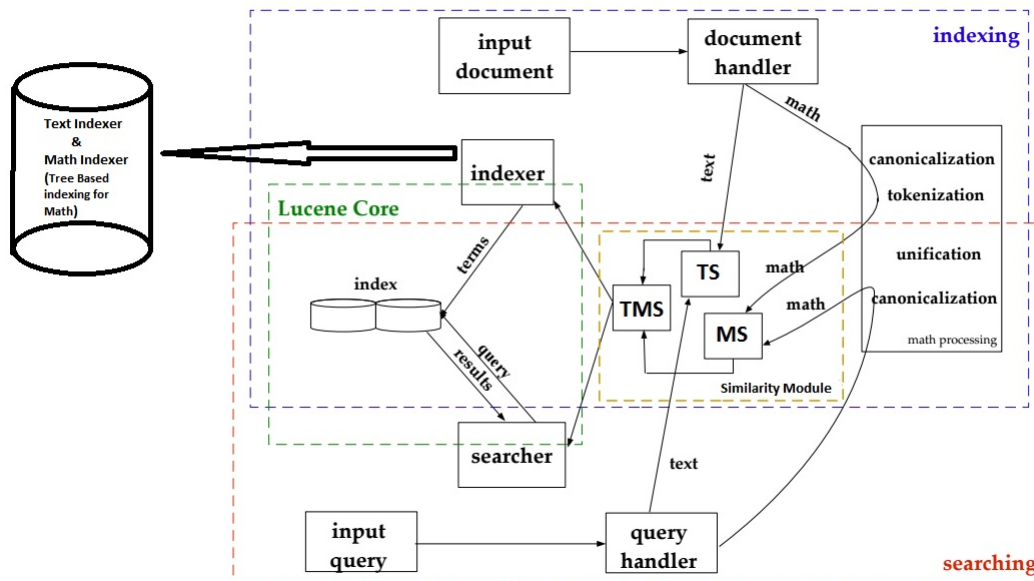 input
document
document
handler
indexing
math
text
Text Indexer
&
Math Indexer
(Tree Based
indexing for
Math)
indexer
canonicalization
tokenization
unification
canonicalization
math processing
Lucene Core
terms
index
query
results
TS
math
TMS
math
MS
Similarity Module
searcher
text
input
query
query
handler
searching